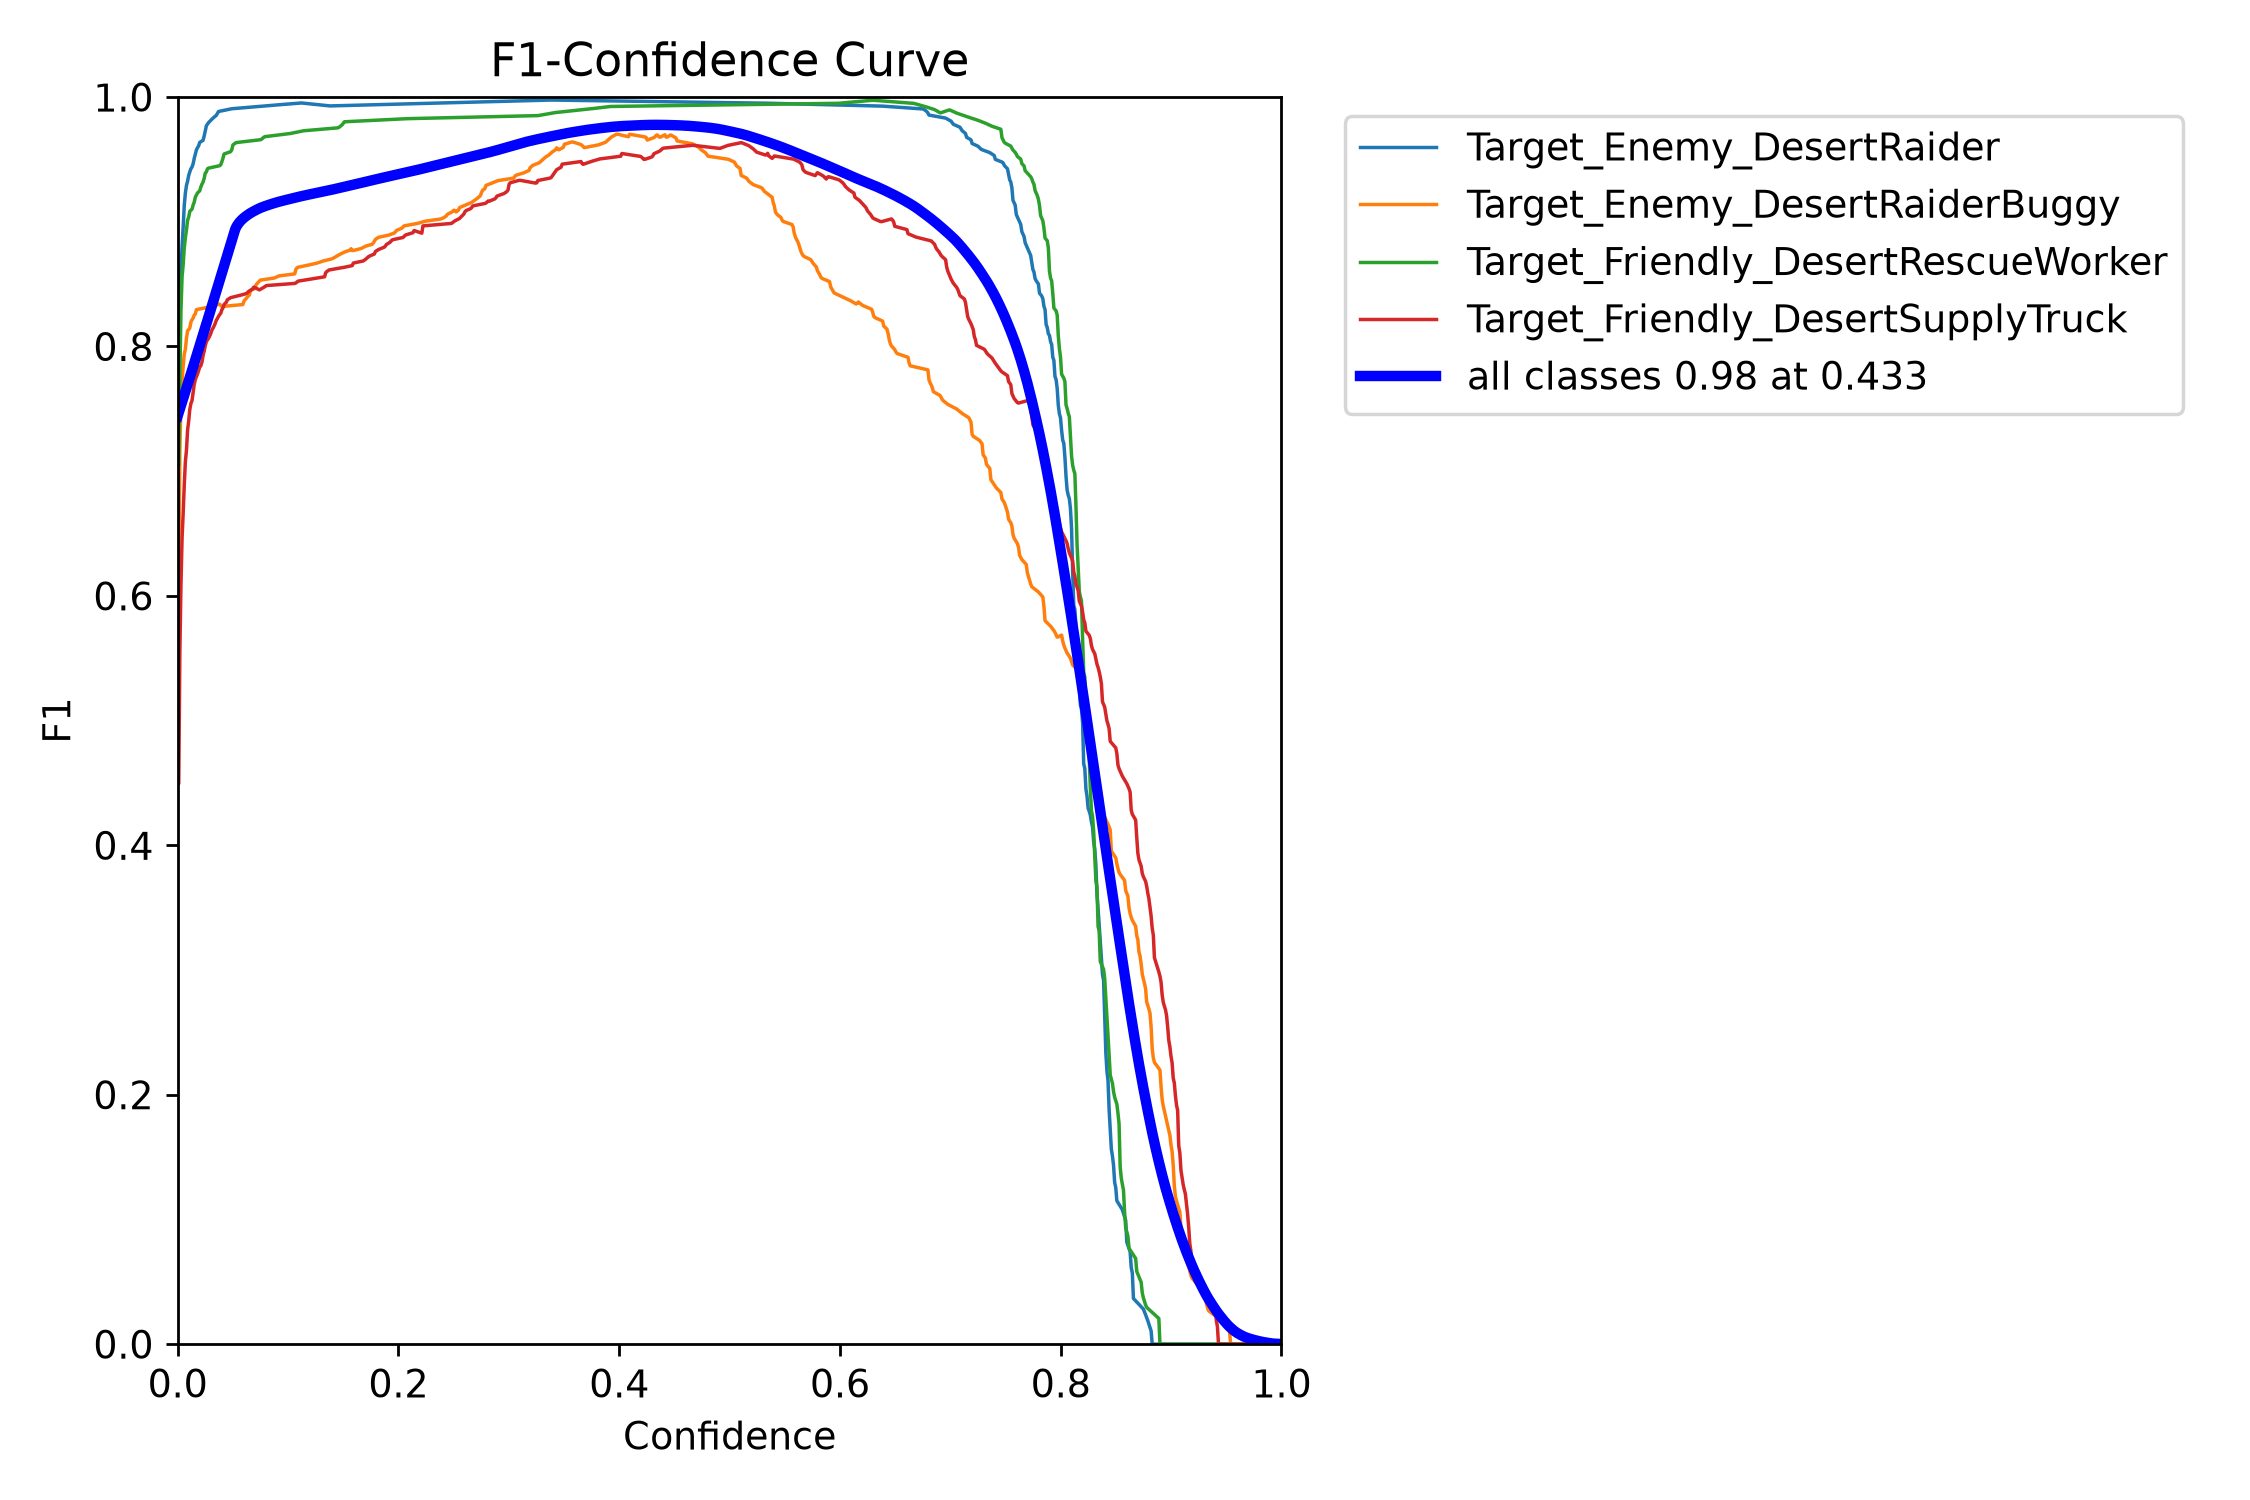 F1-Confidence Curve
1.0
0.8
0.6
0.4
0.2
0.0
F1
0.0 0.2 0.4 0.6 0.8 1.0
Confidence
Target_Enemy_DesertRaider
Target_Enemy_DesertRaiderBuggy
Target_Friendly_DesertRescueWorker
Target_Friendly_DesertSupplyTruck
all classes 0.98 at 0.433